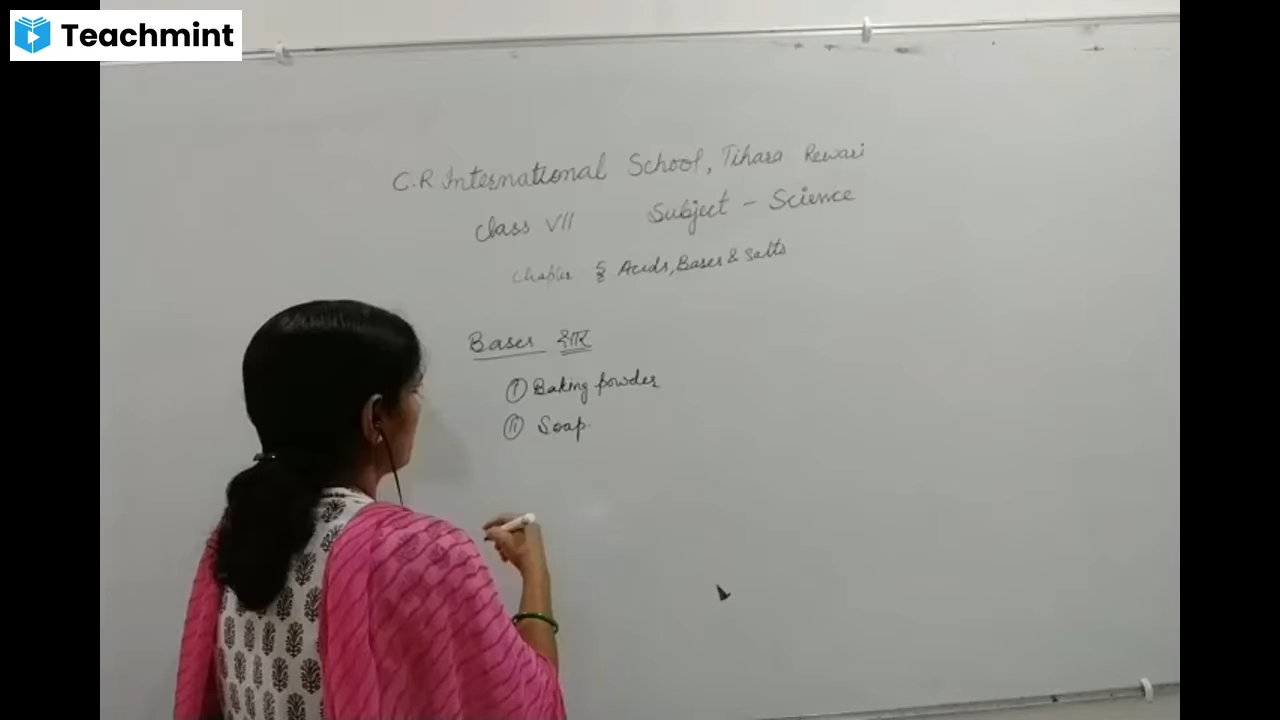 Teachmint
C.R. International School, Tihara Rewari
Class VII Subject - Science
Chapter 5 Acids, Bases & Salts
Bases क्षार
(I) Baking powder
(II) Soap.